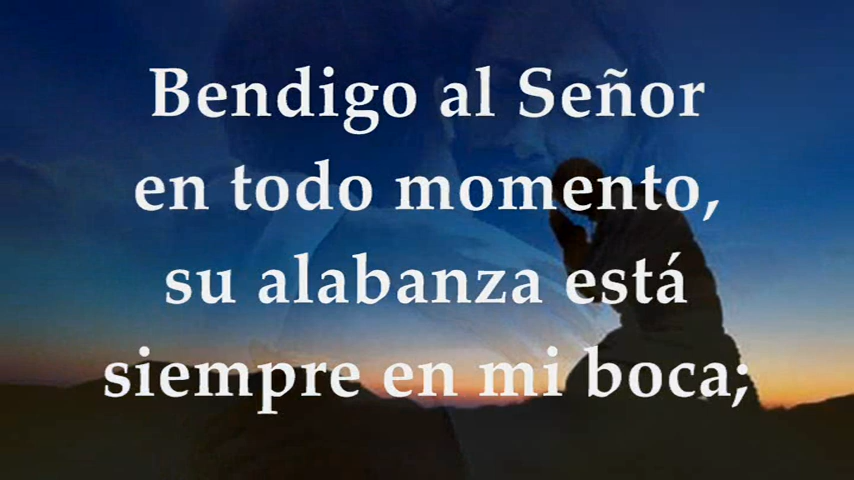 Bendigo al Señor
en todo momento,
su alabanza está
siempre en mi boca;